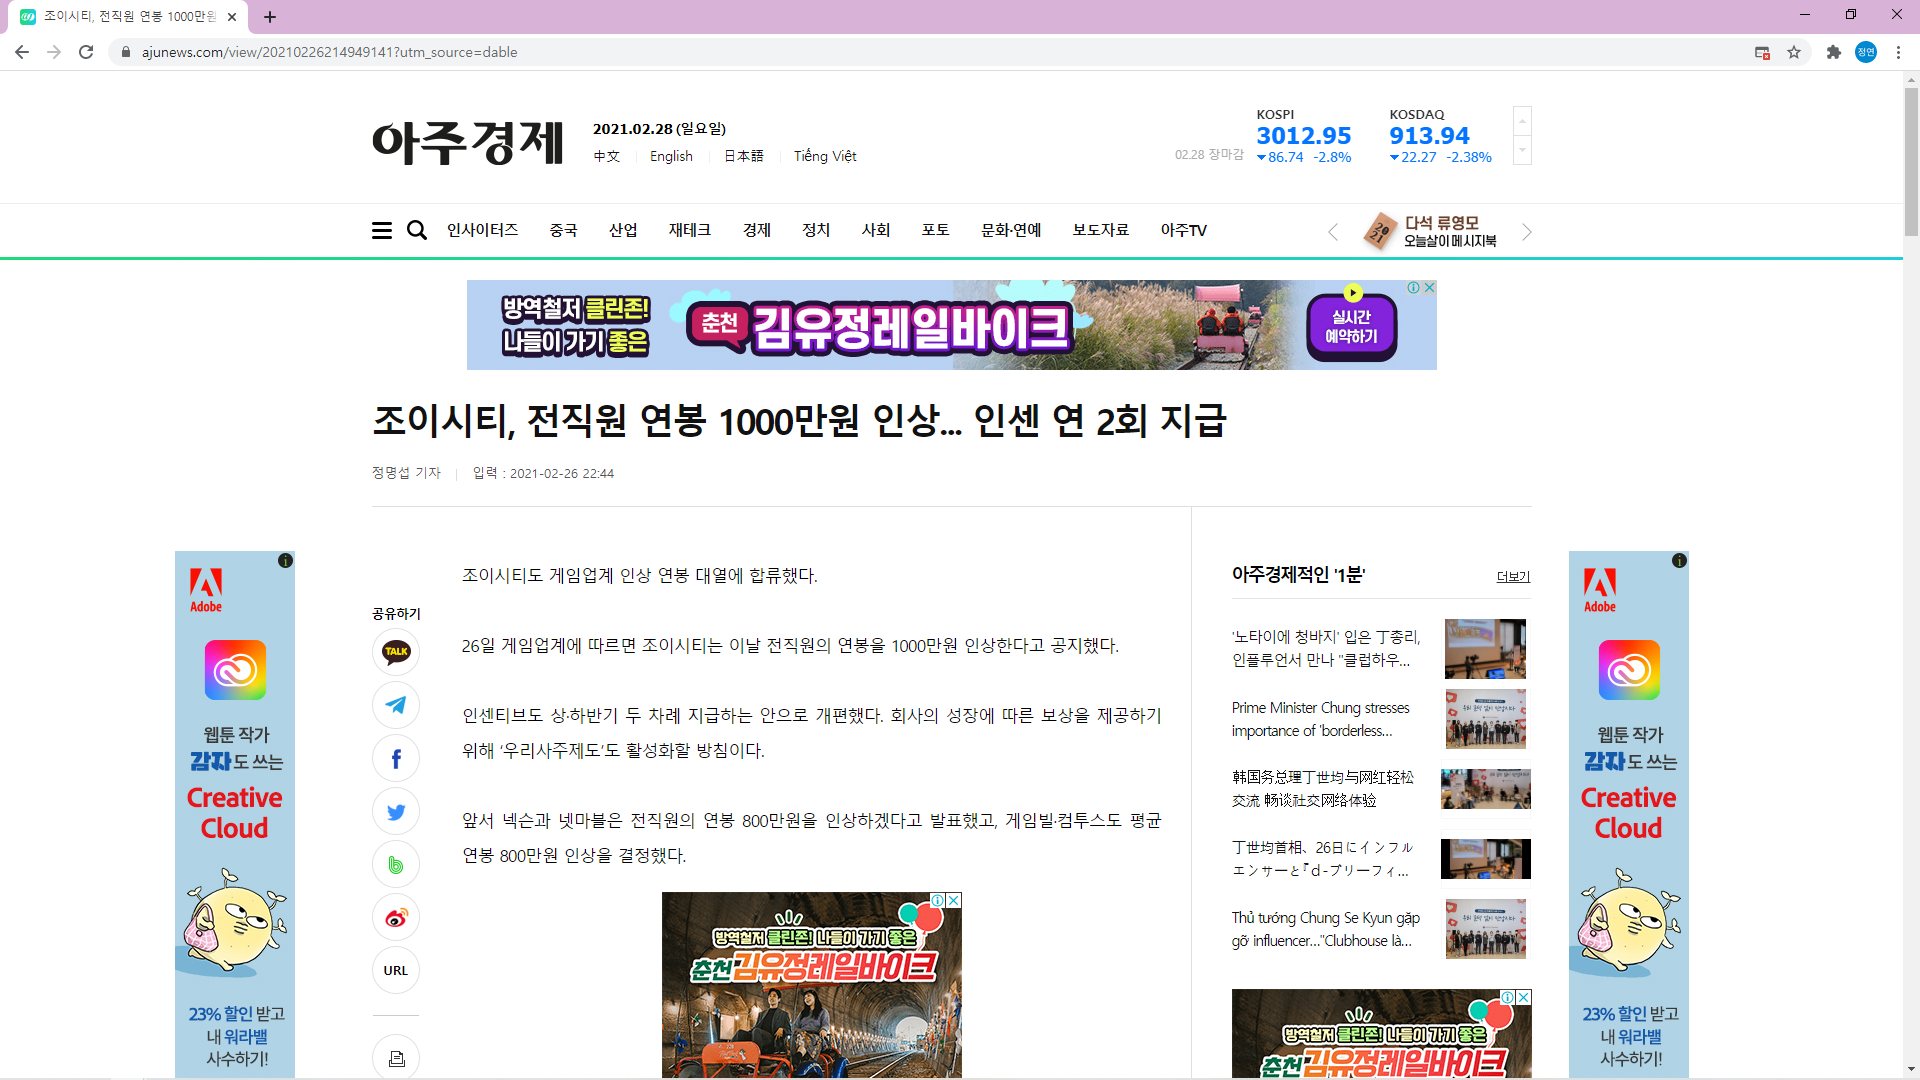 조이시티, 전직원 연봉 1000만원
ajunews.com/view/20210226214949141?utm_source=dable
정연
아주경제
2021.02.28 (일요일)
中文 English 日本語 Tiếng Việt
02.28 장마감
KOSPI
3012.95
86.74 -2.8%
KOSDAQ
913.94
22.27 -2.38%
인사이터즈 중국 산업 재테크 경제 정치 사회 포토 문화·연예 보도자료 아주TV
2021
다석 류영모
오늘살이 메시지북
방역철저 클린존!
나들이 가기 좋은
춘천 김유정레일바이크
실시간
예약하기
조이시티, 전직원 연봉 1000만원 인상... 인센 연 2회 지급
정명섭 기자 입력 : 2021-02-26 22:44
조이시티도 게임업계 인상 연봉 대열에 합류했다.
26일 게임업계에 따르면 조이시티는 이날 전직원의 연봉을 1000만원 인상한다고 공지했다.
인센티브도 상·하반기 두 차례 지급하는 안으로 개편했다. 회사의 성장에 따른 보상을 제공하기
위해 ‘우리사주제도’도 활성화할 방침이다.
앞서 넥슨과 넷마블은 전직원의 연봉 800만원을 인상하겠다고 발표했고, 게임빌·컴투스도 평균
연봉 800만원 인상을 결정했다.
공유하기
TALK
URL
방역철저 클린존! 나들이 가기 좋은
춘천 김유정레일바이크
아주경제적인 '1분'
더보기
'노타이에 청바지' 입은 丁총리,
인플루언서 만나 "클럽하우...
Prime Minister Chung stresses
importance of 'borderless...
韩国务总理丁世均与网红轻松
交流 畅谈社交网络体验
丁世均首相、26日にインフル
エンサーと『d-ブリーフィ...
Thủ tướng Chung Se Kyun gặp
gỡ influencer..."Clubhouse là...
방역철저 클린존! 나들이 가기 좋은
춘천 김유정레일바이크
Adobe
웹툰 작가
감자도 쓰는
Creative
Cloud
23% 할인 받고
내 워라밸
사수하기!
Adobe
웹툰 작가
감자도 쓰는
Creative
Cloud
23% 할인 받고
내 워라밸
사수하기!